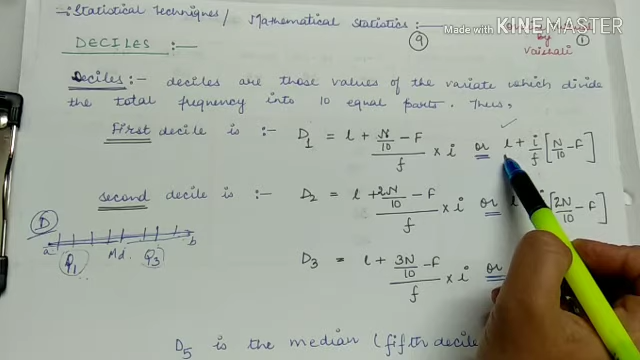 Statistical Techniques / Mathematical Statistics :—
Made with KINEMASTER
by
Vaishali
1
9
DECILES :—
Deciles :- deciles are those values of the variate which divide
the total frequency into 10 equal parts. Thus,
First decile is :- D1 = l + N/10 - F / f × i or l + i/f [N/10 - F]
Second decile is :- D2 = l + 2N/10 - F / f × i or l [2N/10 - F]
D
a Q1 Md. Q3 b
D3 = l + 3N/10 - F / f × i or
D5 is the median (fifth decile